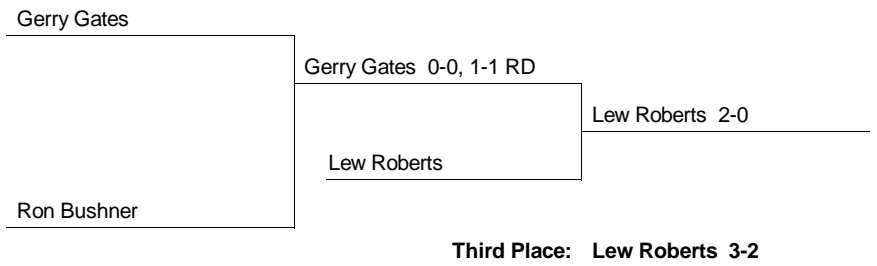 Gerry Gates
Gerry Gates 0-0, 1-1 RD
Lew Roberts 2-0
Lew Roberts
Ron Bushner
Third Place: Lew Roberts 3-2